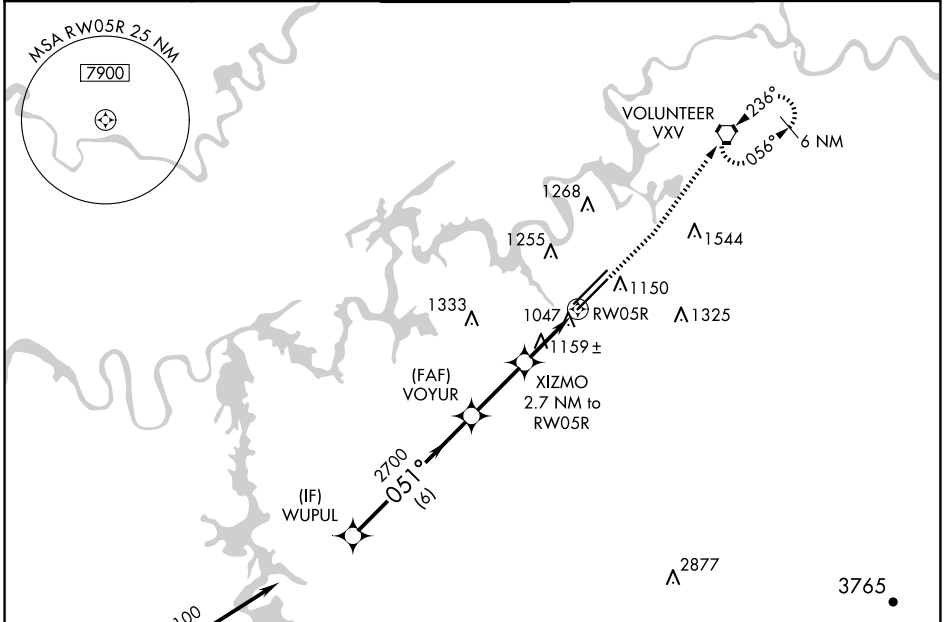 MSA RW05R 25 NM
7900
VOLUNTEER
VXV
236°
056°
6 NM
1268
1255
1544
1333
1047
1150
RW05R
1325
1159±
(FAF)
VOYUR
XIZMO
2.7 NM to
RW05R
2700
051°
(6)
(IF)
WUPUL
2877
3765